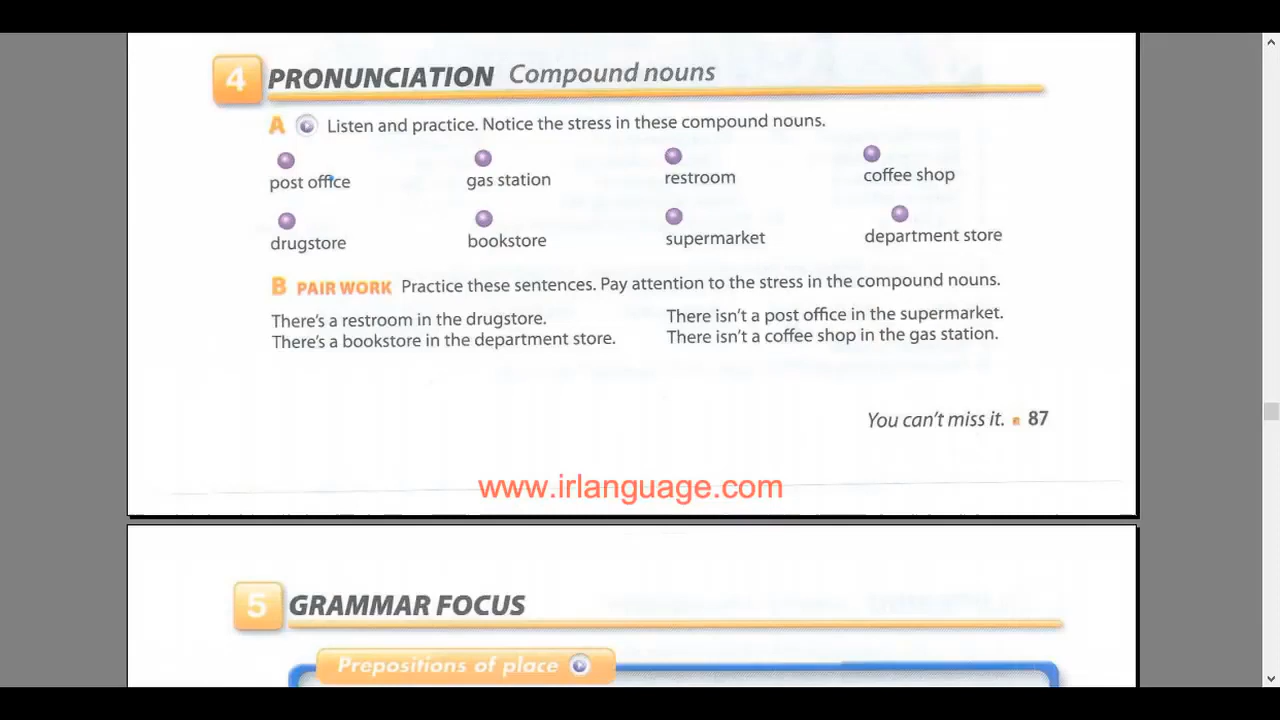 4 PRONUNCIATION Compound nouns
A Listen and practice. Notice the stress in these compound nouns.
post office gas station restroom coffee shop
drugstore bookstore supermarket department store
B PAIR WORK Practice these sentences. Pay attention to the stress in the compound nouns.
There's a restroom in the drugstore. There isn't a post office in the supermarket.
There's a bookstore in the department store. There isn't a coffee shop in the gas station.
You can't miss it. 87
www.irlanguage.com
5 GRAMMAR FOCUS
Prepositions of place